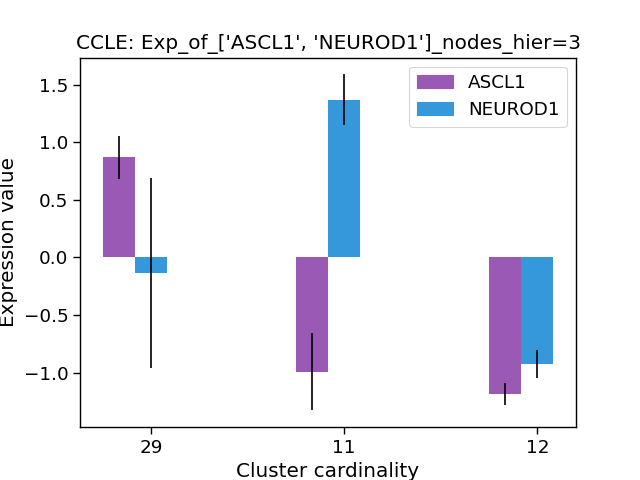 CCLE: Exp_of_['ASCL1', 'NEUROD1']_nodes_hier=3
ASCL1
NEUROD1
Expression value
1.5
1.0
0.5
0.0
−0.5
−1.0
29
11
12
Cluster cardinality